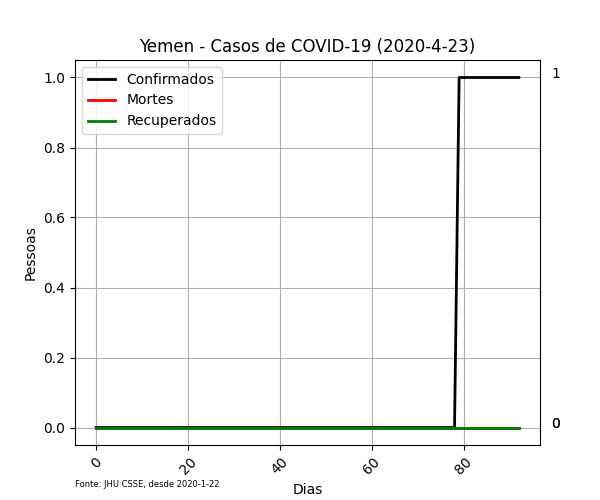 Yemen - Casos de COVID-19 (2020-4-23)
Confirmados
Mortes
Recuperados
1.0
0.8
0.6
0.4
0.2
0.0
1
0
Pessoas
0
20
40
60
80
Dias
Fonte: JHU CSSE, desde 2020-1-22